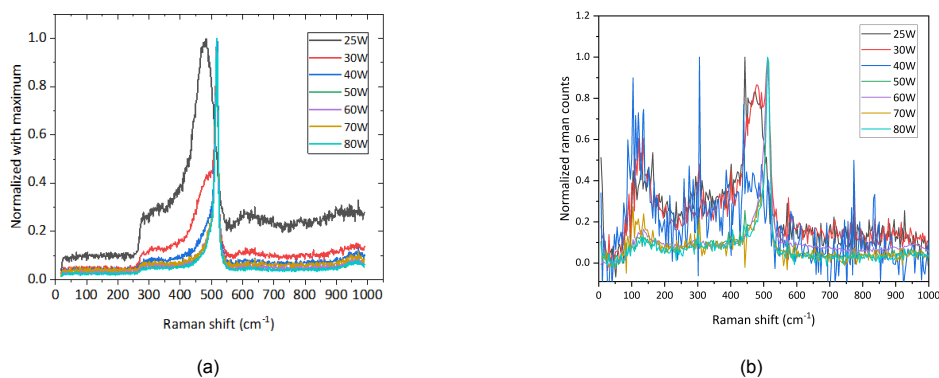 1.0
0.8
0.6
0.4
0.2
0.0
Normalized with maximum
25W
30W
40W
50W
60W
70W
80W
0 100 200 300 400 500 600 700 800 900 1000
Raman shift (cm-1)
(a)
1.2
1.0
0.8
0.6
0.4
0.2
0.0
Normalized raman counts
25W
30W
40W
50W
60W
70W
80W
0 100 200 300 400 500 600 700 800 900 1000
Raman shift (cm-1)
(b)